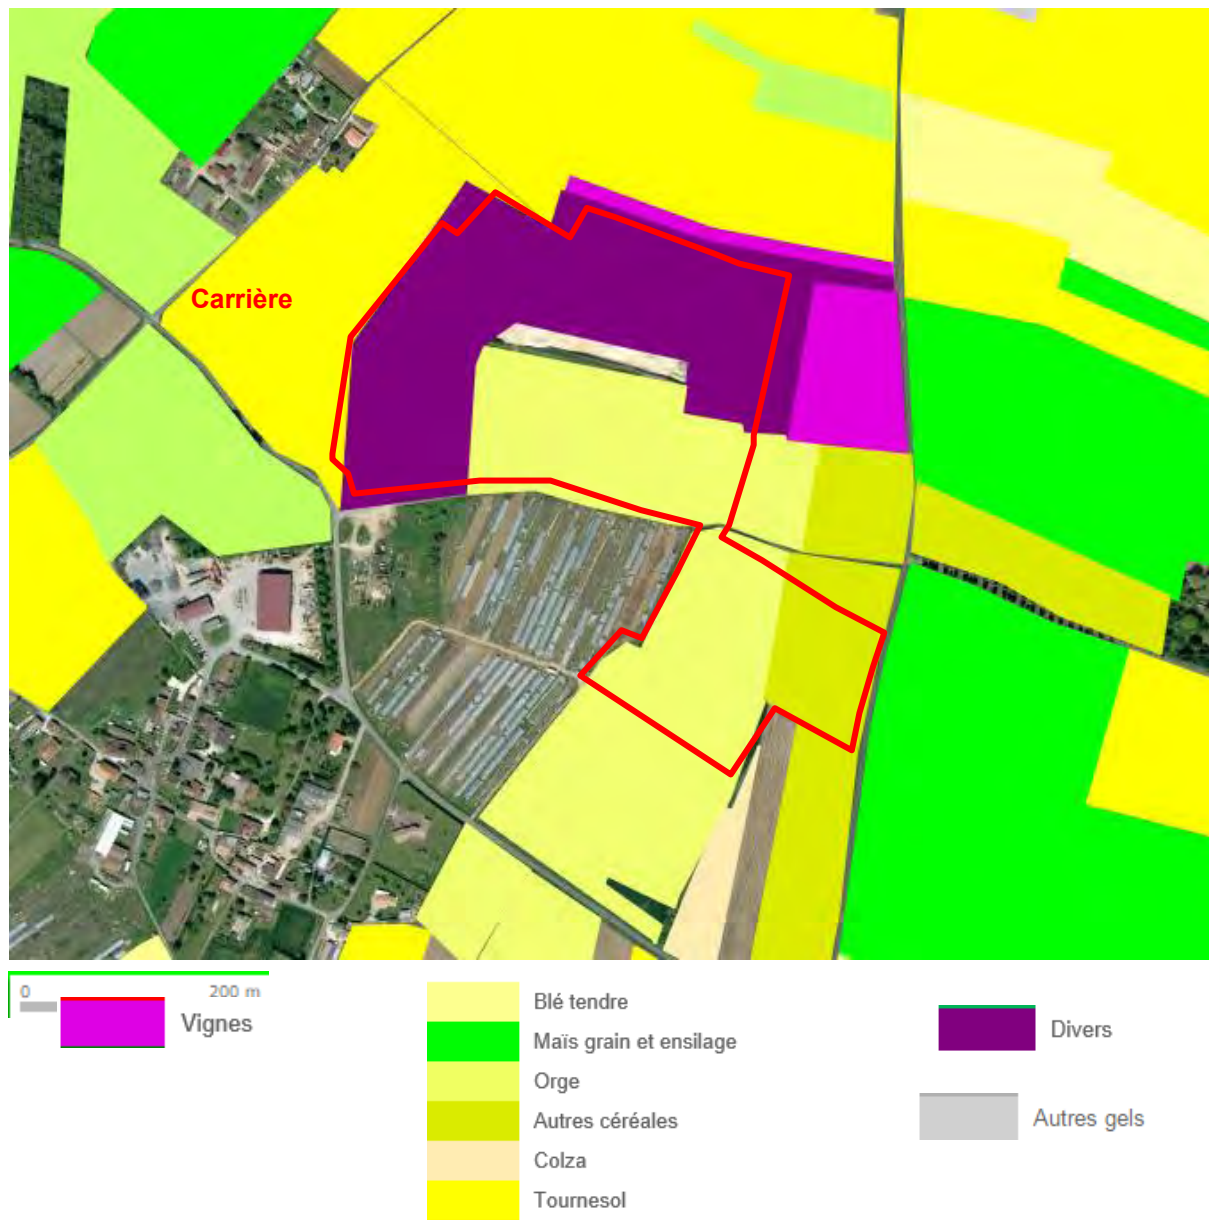 Carrière
0 200 m
Vignes
Blé tendre
Maïs grain et ensilage
Orge
Autres céréales
Colza
Tournesol
Divers
Autres gels